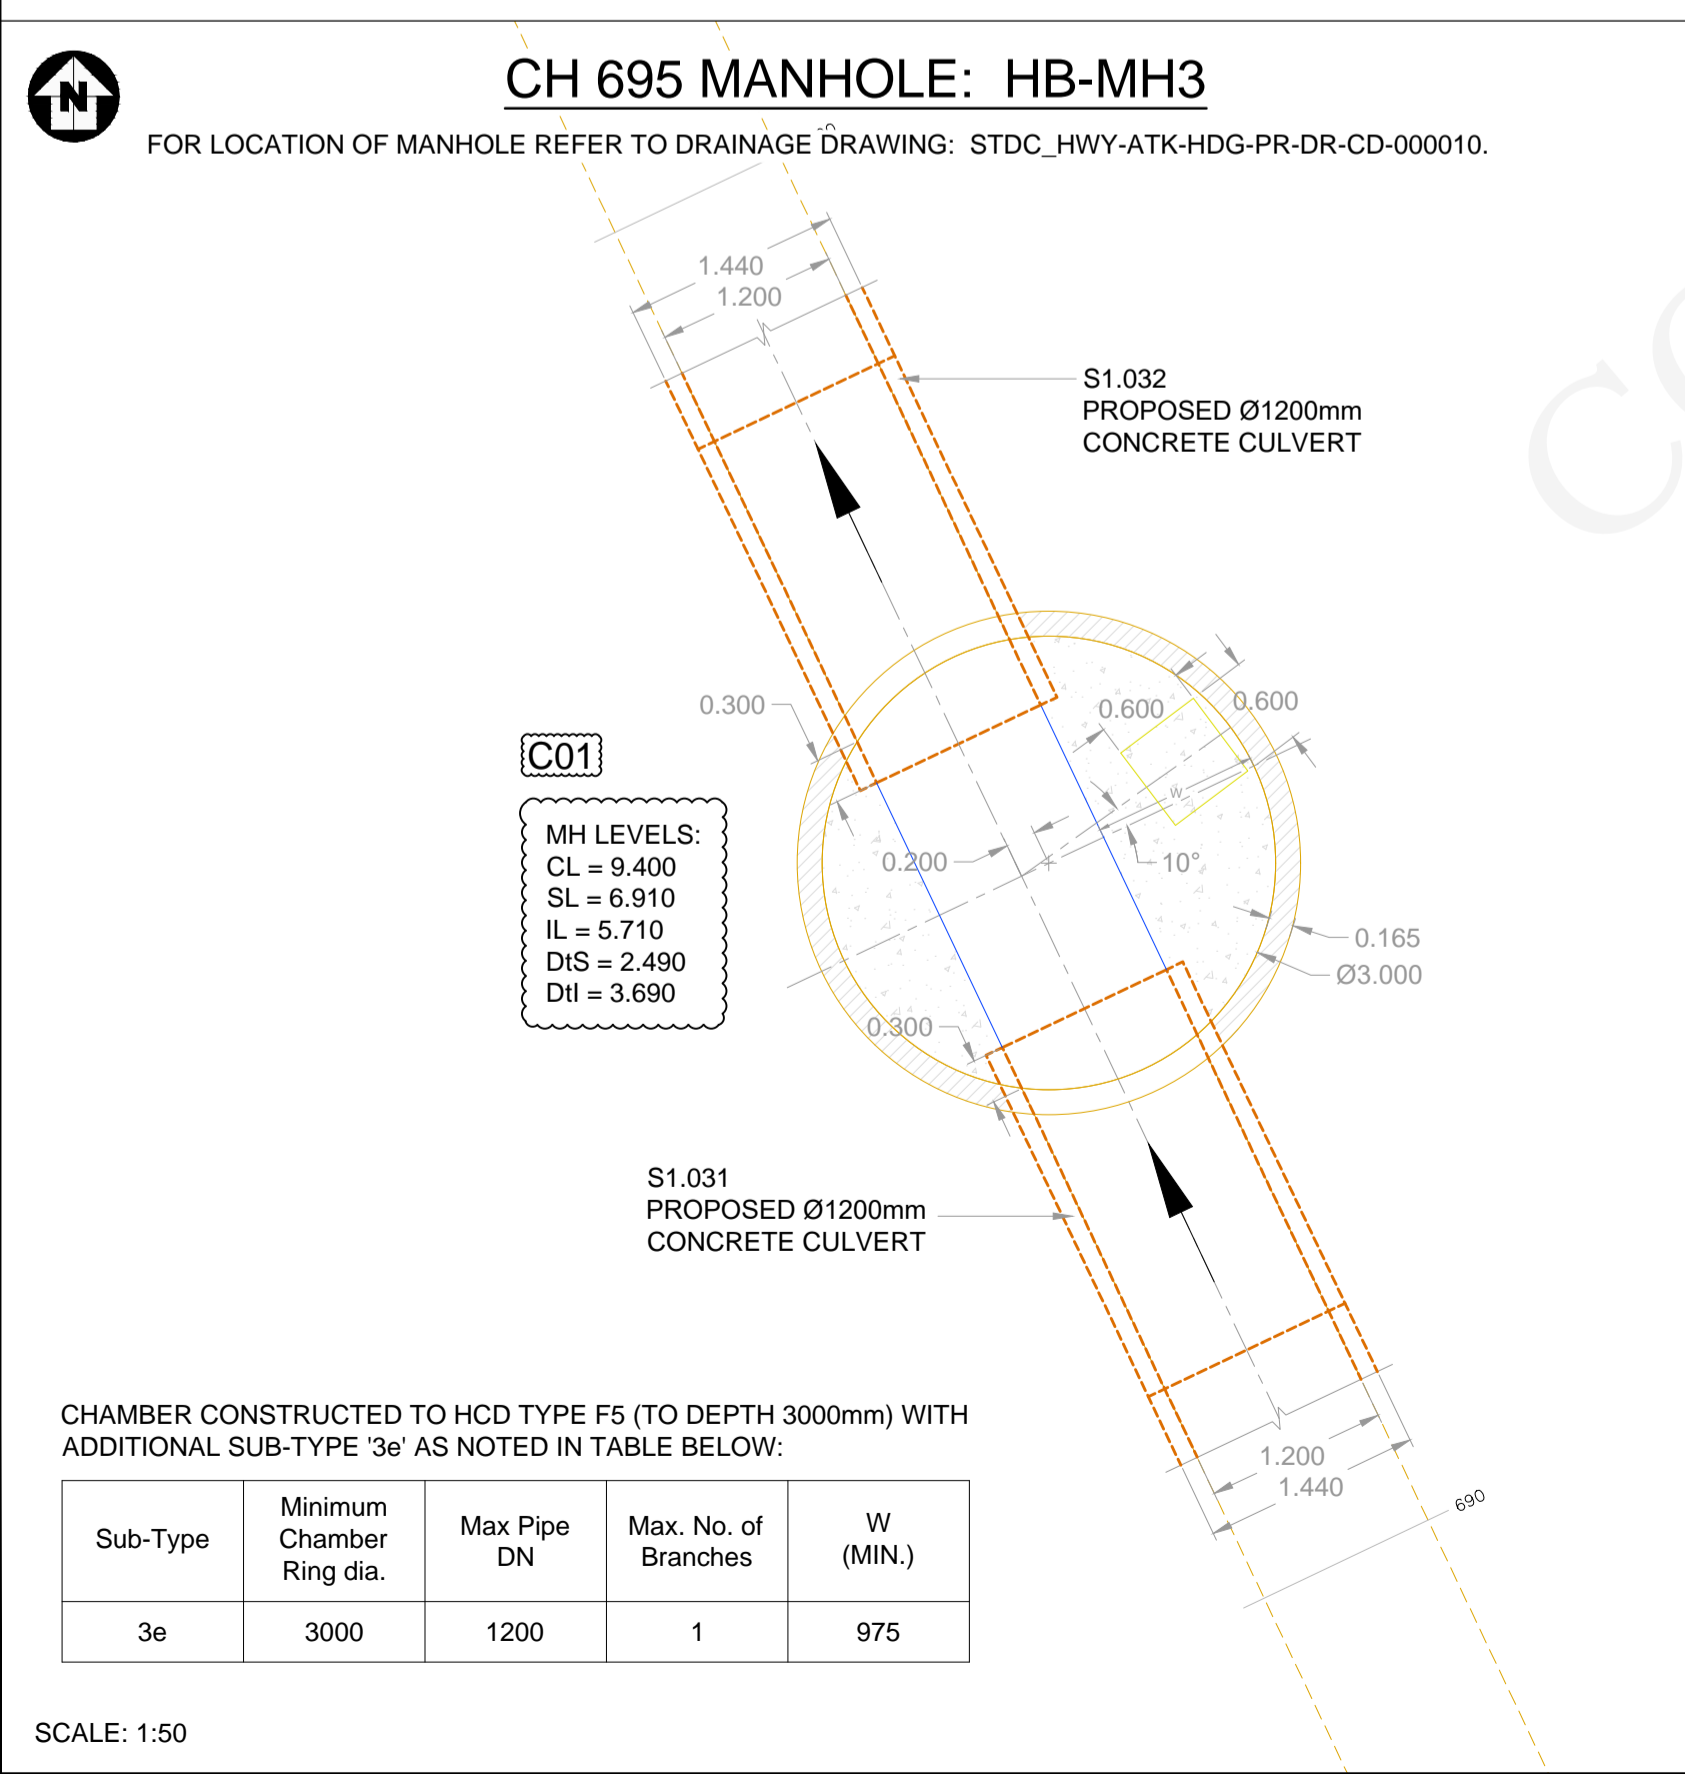 N
CH 695 MANHOLE: HB-MH3
FOR LOCATION OF MANHOLE REFER TO DRAINAGE DRAWING: STDC_HWY-ATK-HDG-PR-DR-CD-000010.
1.440
1.200
S1.032
PROPOSED Ø1200mm
CONCRETE CULVERT
0.300
0.600
0.600
C01
W
MH LEVELS:
CL = 9.400
SL = 6.910
IL = 5.710
DtS = 2.490
DtI = 3.690
0.200
10°
0.165
Ø3.000
0.300
S1.031
PROPOSED Ø1200mm
CONCRETE CULVERT
1.200
1.440
690
CHAMBER CONSTRUCTED TO HCD TYPE F5 (TO DEPTH 3000mm) WITH
ADDITIONAL SUB-TYPE '3e' AS NOTED IN TABLE BELOW:
Sub-Type
Minimum
Chamber
Ring dia.
Max Pipe
DN
Max. No. of
Branches
W
(MIN.)
3e
3000
1200
1
975
SCALE: 1:50